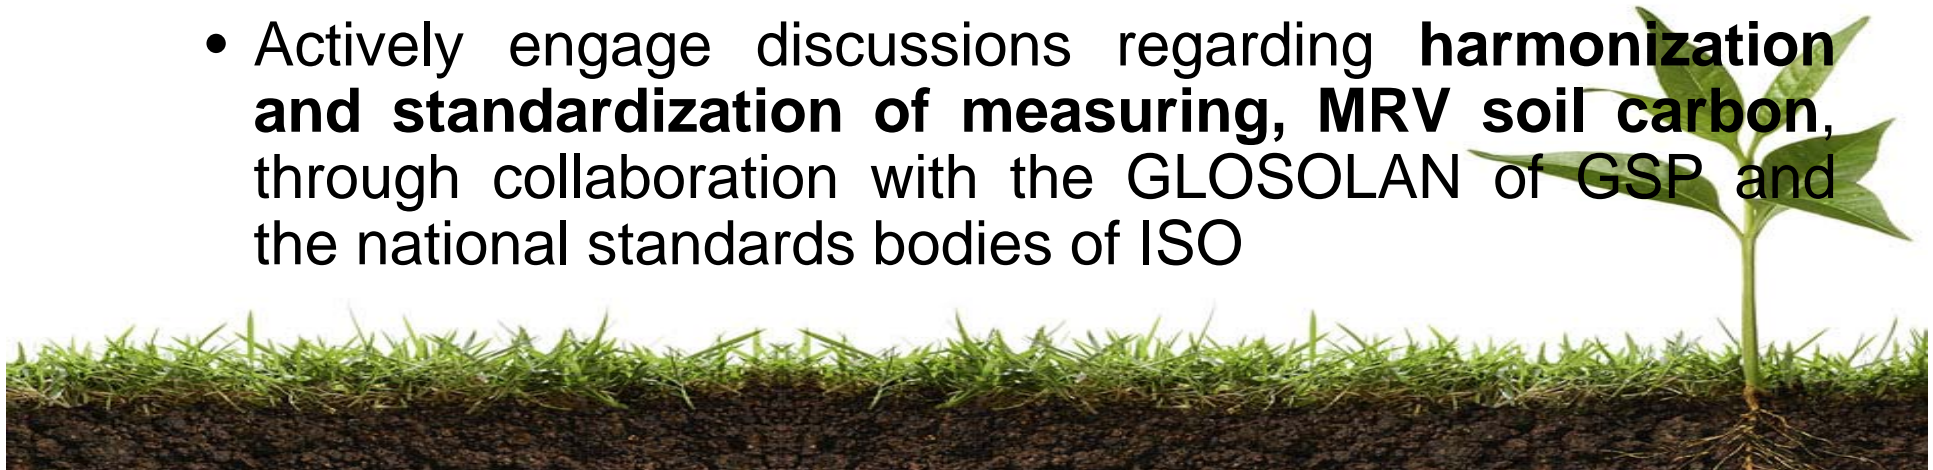 • Actively engage discussions regarding harmonization
and standardization of measuring, MRV soil carbon,
through collaboration with the GLOSOLAN of GSP and
the national standards bodies of ISO